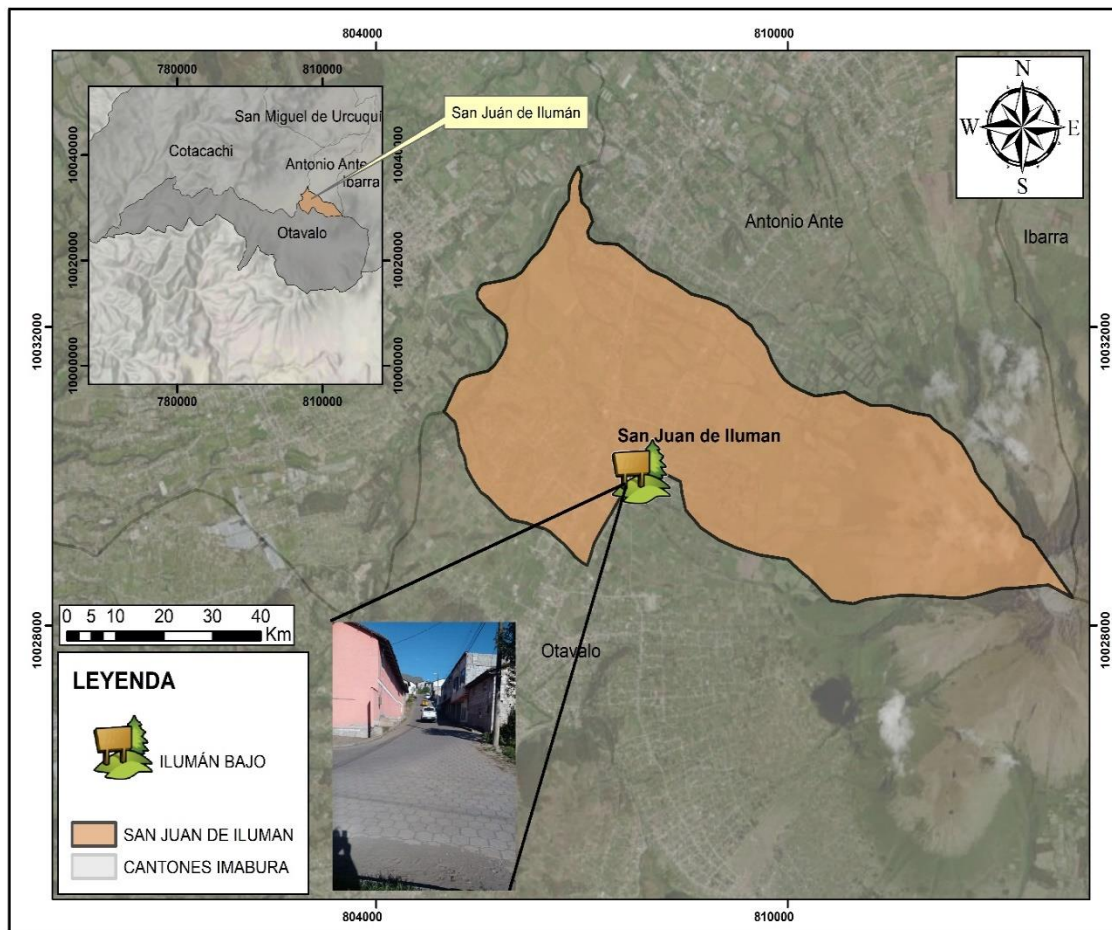 804000
810000
780000
810000
San Miguel de Urcuqui
San Juán de Ilumán
Cotacachi
10040000
10040000
Antonio Ante
Ibarra
Otavalo
10020000
10020000
10000000
10000000
780000
810000
N
W
E
S
Antonio Ante
Ibarra
10032000
10032000
San Juan de Iluman
0 5 10 20 30 40
Km
10028000
10028000
Otavalo
LEYENDA
ILUMÁN BAJO
SAN JUAN DE ILUMAN
CANTONES IMABURA
804000
810000